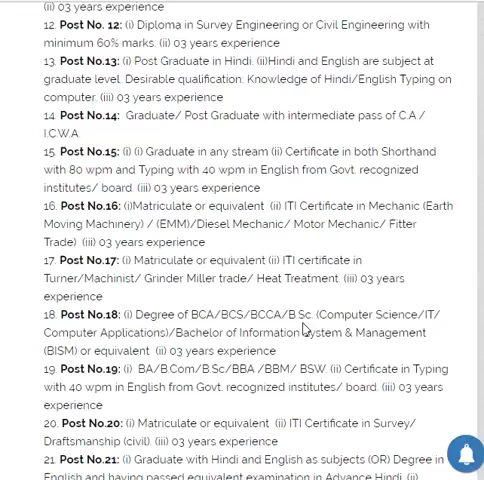 (ii) 03 years experience
12. Post No. 12: (i) Diploma in Survey Engineering or Civil Engineering with
minimum 60% marks. (ii) 03 years experience
13. Post No.13: (i) Post Graduate in Hindi. (ii)Hindi and English are subject at
graduate level. Desirable qualification: Knowledge of Hindi/English Typing on
computer. (iii) 03 years experience
14. Post No.14: Graduate/ Post Graduate with intermediate pass of C.A /
I.C.W.A.
15. Post No.15: (i) (i) Graduate in any stream (ii) Certificate in both Shorthand
with 80 wpm and Typing with 40 wpm in English from Govt. recognized
institutes/ board. (iii) 03 years experience
16. Post No.16: (i)Matriculate or equivalent (ii) ITI Certificate in Mechanic (Earth
Moving Machinery) / (EMM)/Diesel Mechanic/ Motor Mechanic/ Fitter
Trade) (iii) 03 years experience
17. Post No.17: (i) Matriculate or equivalent (ii) ITI certificate in
Turner/Machinist/ Grinder Miller trade/ Heat Treatment. (iii) 03 years
experience
18. Post No.18: (i) Degree of BCA/BCS/BCCA/B.Sc. (Computer Science/IT/
Computer Applications)/Bachelor of Information System & Management
(BISM) or equivalent (ii) 03 years experience
19. Post No.19: (i) BA/B.Com/B.Sc/BBA /BBM/ BSW. (ii) Certificate in Typing
with 40 wpm in English from Govt. recognized institutes/ board. (iii) 03 years
experience
20. Post No.20: (i) Matriculate or equivalent (ii) ITI Certificate in Survey/
Draftsmanship (civil). (iii) 03 years experience
21. Post No.21: (i) Graduate with Hindi and English as subjects (OR) Degree in
English and having passed equivalent examination in Advance Hindi. (ii)